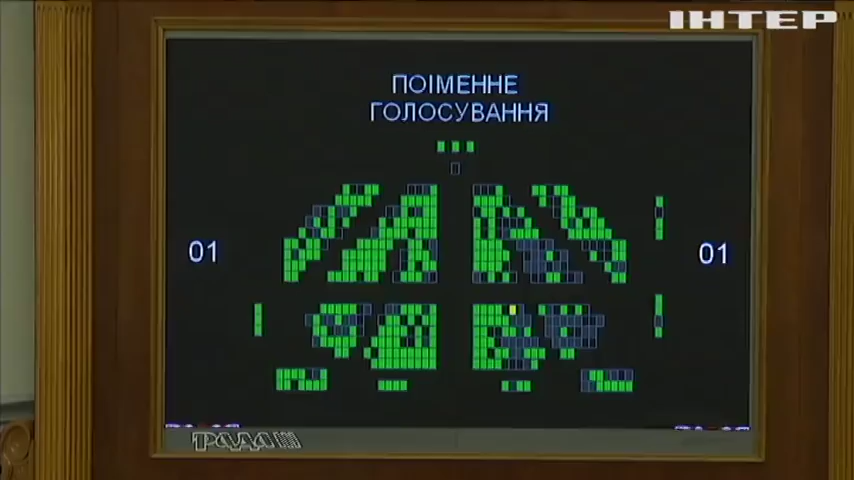 ІНТЕР
ПОІМЕННЕ
ГОЛОСУВАННЯ
01
01
РАДА